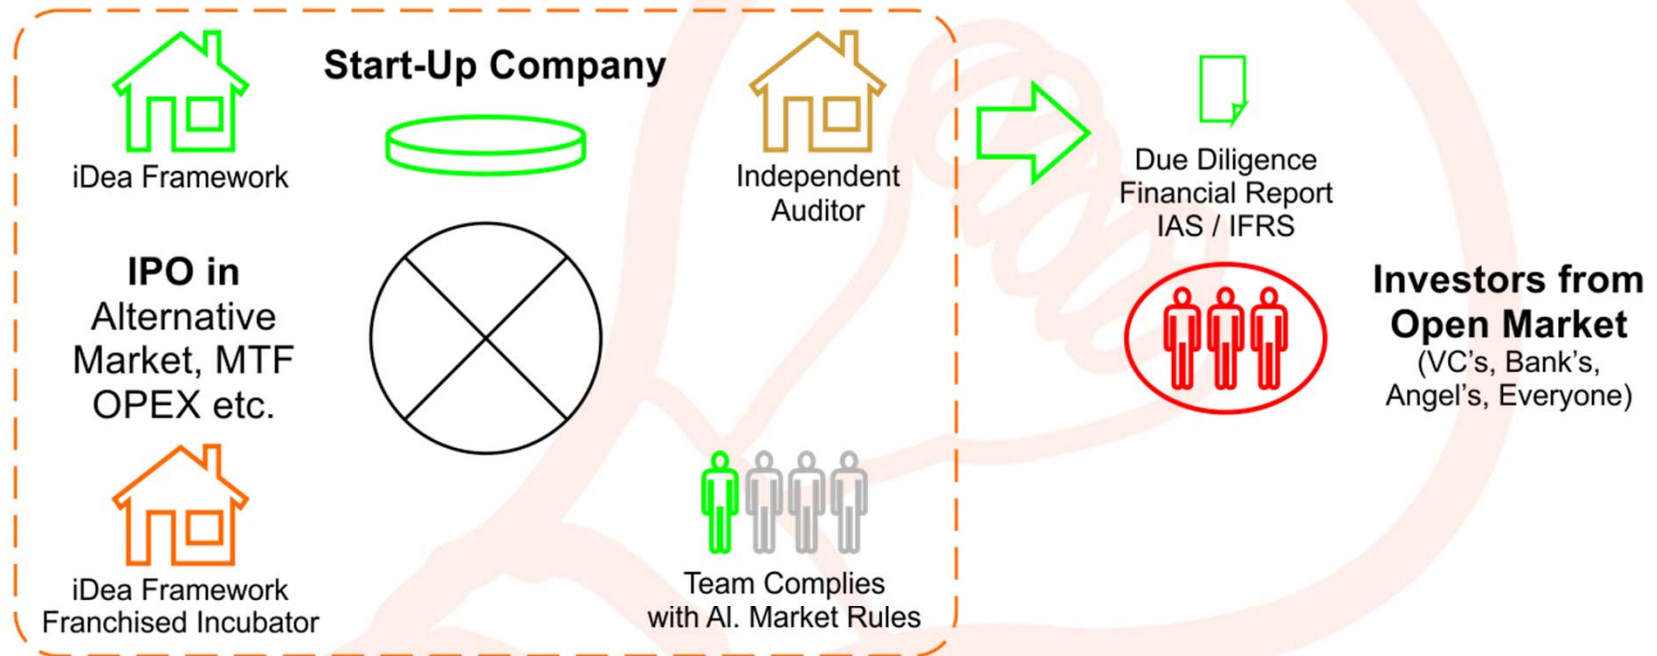 Start-Up Company
iDea Framework
Independent
Auditor
Due Diligence
Financial Report
IAS / IFRS
IPO in
Alternative
Market, MTF
OPEX etc.
Investors from
Open Market
(VC's, Bank's,
Angel's, Everyone)
iDea Framework
Franchised Incubator
Team Complies
with Al. Market Rules